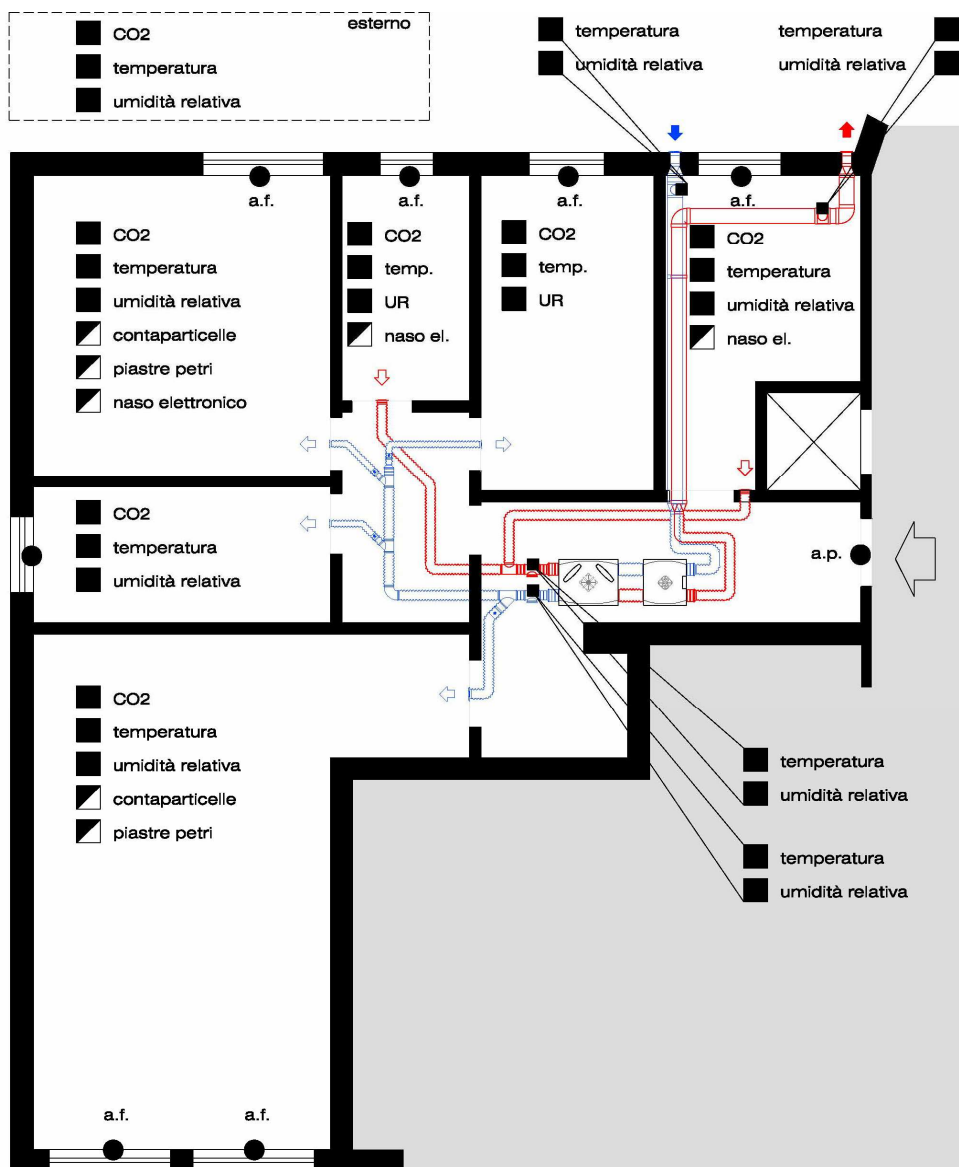 esterno
CO2
temperatura
umidità relativa
temperatura
umidità relativa
temperatura
umidità relativa
a.f.
a.f.
a.f.
a.f.
CO2
temperatura
umidità relativa
contaparticelle
piastre petri
naso elettronico
CO2
temp.
UR
naso el.
CO2
temp.
UR
CO2
temperatura
umidità relativa
naso el.
CO2
temperatura
umidità relativa
a.p.
CO2
temperatura
umidità relativa
contaparticelle
piastre petri
temperatura
umidità relativa
temperatura
umidità relativa
a.f.
a.f.